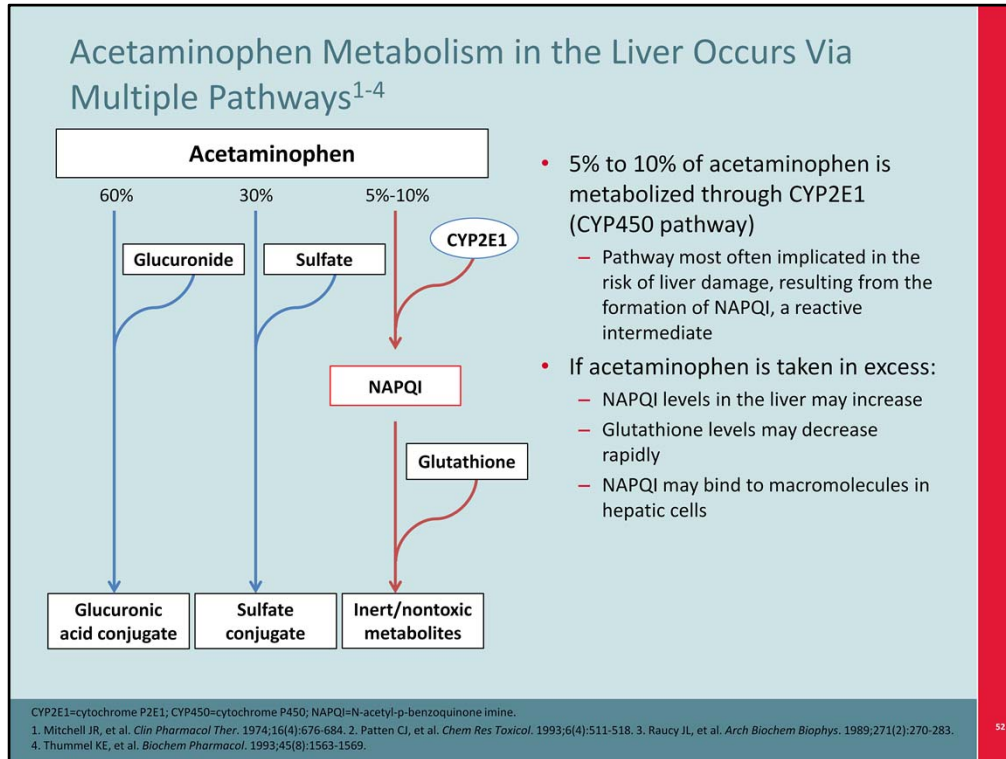 Acetaminophen Metabolism in the Liver Occurs Via
Multiple Pathways1-4
Acetaminophen
60%
30%
5%-10%
CYP2E1
Glucuronide
Sulfate
NAPQI
Glutathione
Glucuronic
acid conjugate
Sulfate
conjugate
Inert/nontoxic
metabolites
• 5% to 10% of acetaminophen is
metabolized through CYP2E1
(CYP450 pathway)
– Pathway most often implicated in the
risk of liver damage, resulting from the
formation of NAPQI, a reactive
intermediate
• If acetaminophen is taken in excess:
– NAPQI levels in the liver may increase
– Glutathione levels may decrease
rapidly
– NAPQI may bind to macromolecules in
hepatic cells
CYP2E1=cytochrome P2E1; CYP450=cytochrome P450; NAPQI=N-acetyl-p-benzoquinone imine.
1. Mitchell JR, et al. Clin Pharmacol Ther. 1974;16(4):676-684. 2. Patten CJ, et al. Chem Res Toxicol. 1993;6(4):511-518. 3. Raucy JL, et al. Arch Biochem Biophys. 1989;271(2):270-283.
4. Thummel KE, et al. Biochem Pharmacol. 1993;45(8):1563-1569.
52